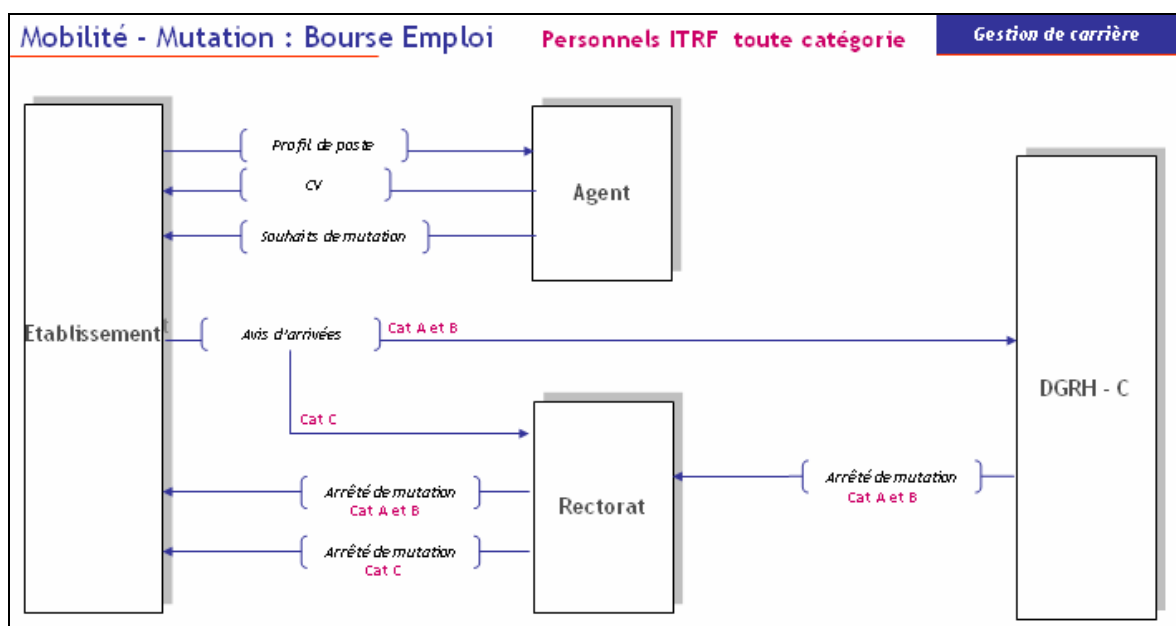 Mobilité - Mutation : Bourse Emploi
Personnels ITRF toute catégorie
Gestion de carrière
Profil de poste
CV
Souhaits de mutation
Agent
Etablissement
Avis d'arrivées
Cat A et B
Cat C
DGRH - C
Arrêté de mutation
Cat A et B
Rectorat
Arrêté de mutation
Cat A et B
Arrêté de mutation
Cat C